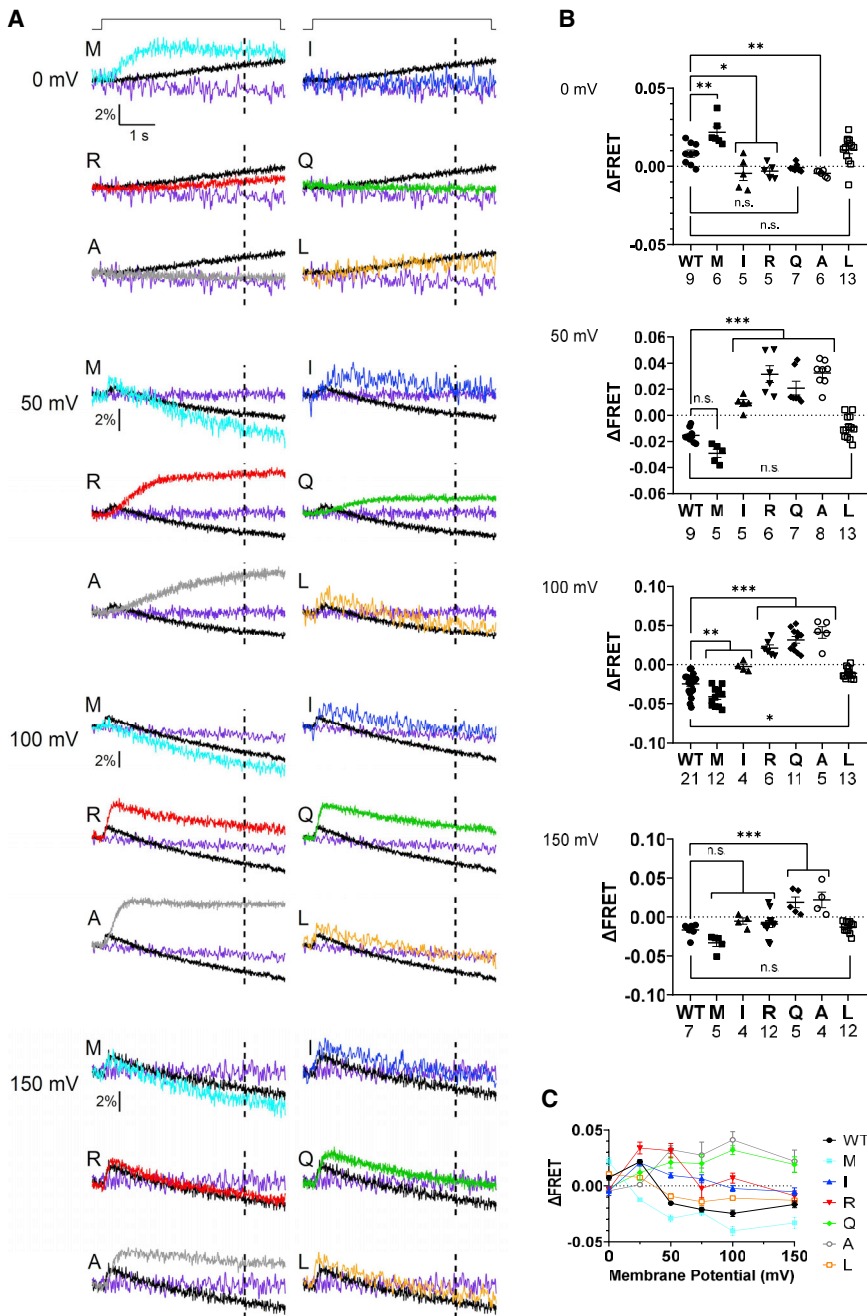 A
M
I
0 mV
2%
1 s
R
Q
A
L
M
I
50 mV
2%
R
Q
A
L
M
I
100 mV
2%
R
Q
A
L
M
I
150 mV
2%
R
Q
A
L
B
0 mV
ΔFRET
0.05
0.00
-0.05
**
*
**
n.s.
n.s.
WT M I R Q A L
9 6 5 5 7 6 13
50 mV
ΔFRET
0.06
0.04
0.02
0.00
-0.02
-0.04
-0.06
***
n.s.
n.s.
WT M I R Q A L
9 5 5 6 7 8 13
100 mV
ΔFRET
0.10
0.05
0.00
-0.05
-0.10
***
**
*
WT M I R Q A L
21 12 4 6 11 5 13
150 mV
ΔFRET
0.10
0.05
0.00
-0.05
-0.10
***
n.s.
n.s.
WT M I R Q A L
7 5 4 12 5 4 12
C
ΔFRET
0.05
0.00
-0.05
0 50 100 150
Membrane Potential (mV)
WT
M
I
R
Q
A
L